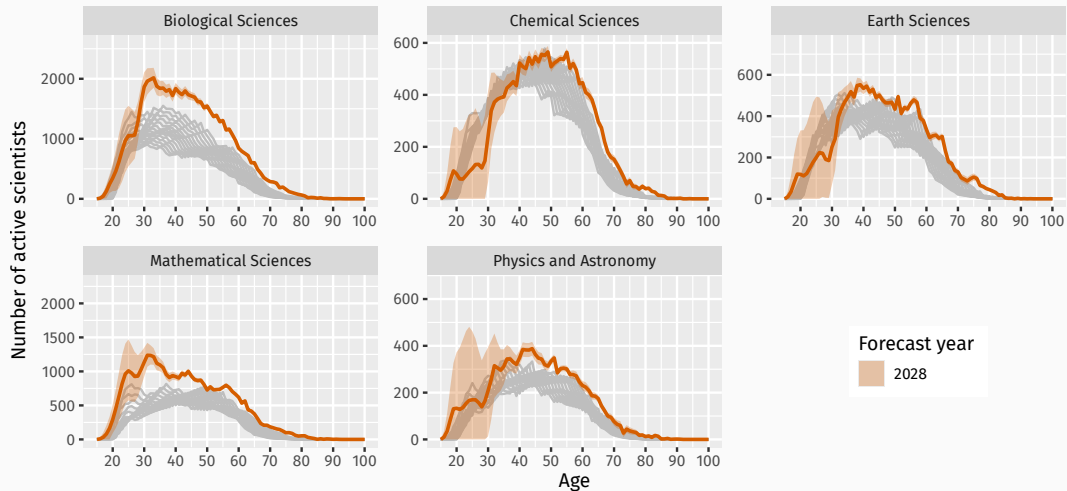 Biological Sciences
Chemical Sciences
Earth Sciences
2000
1000
0
600
400
200
0
600
400
200
0
20 30 40 50 60 70 80 90 100
20 30 40 50 60 70 80 90 100
20 30 40 50 60 70 80 90 100
Number of active scientists
Mathematical Sciences
Physics and Astronomy
2000
1500
1000
500
0
600
400
200
0
20 30 40 50 60 70 80 90 100
20 30 40 50 60 70 80 90 100
Age
Forecast year
2028